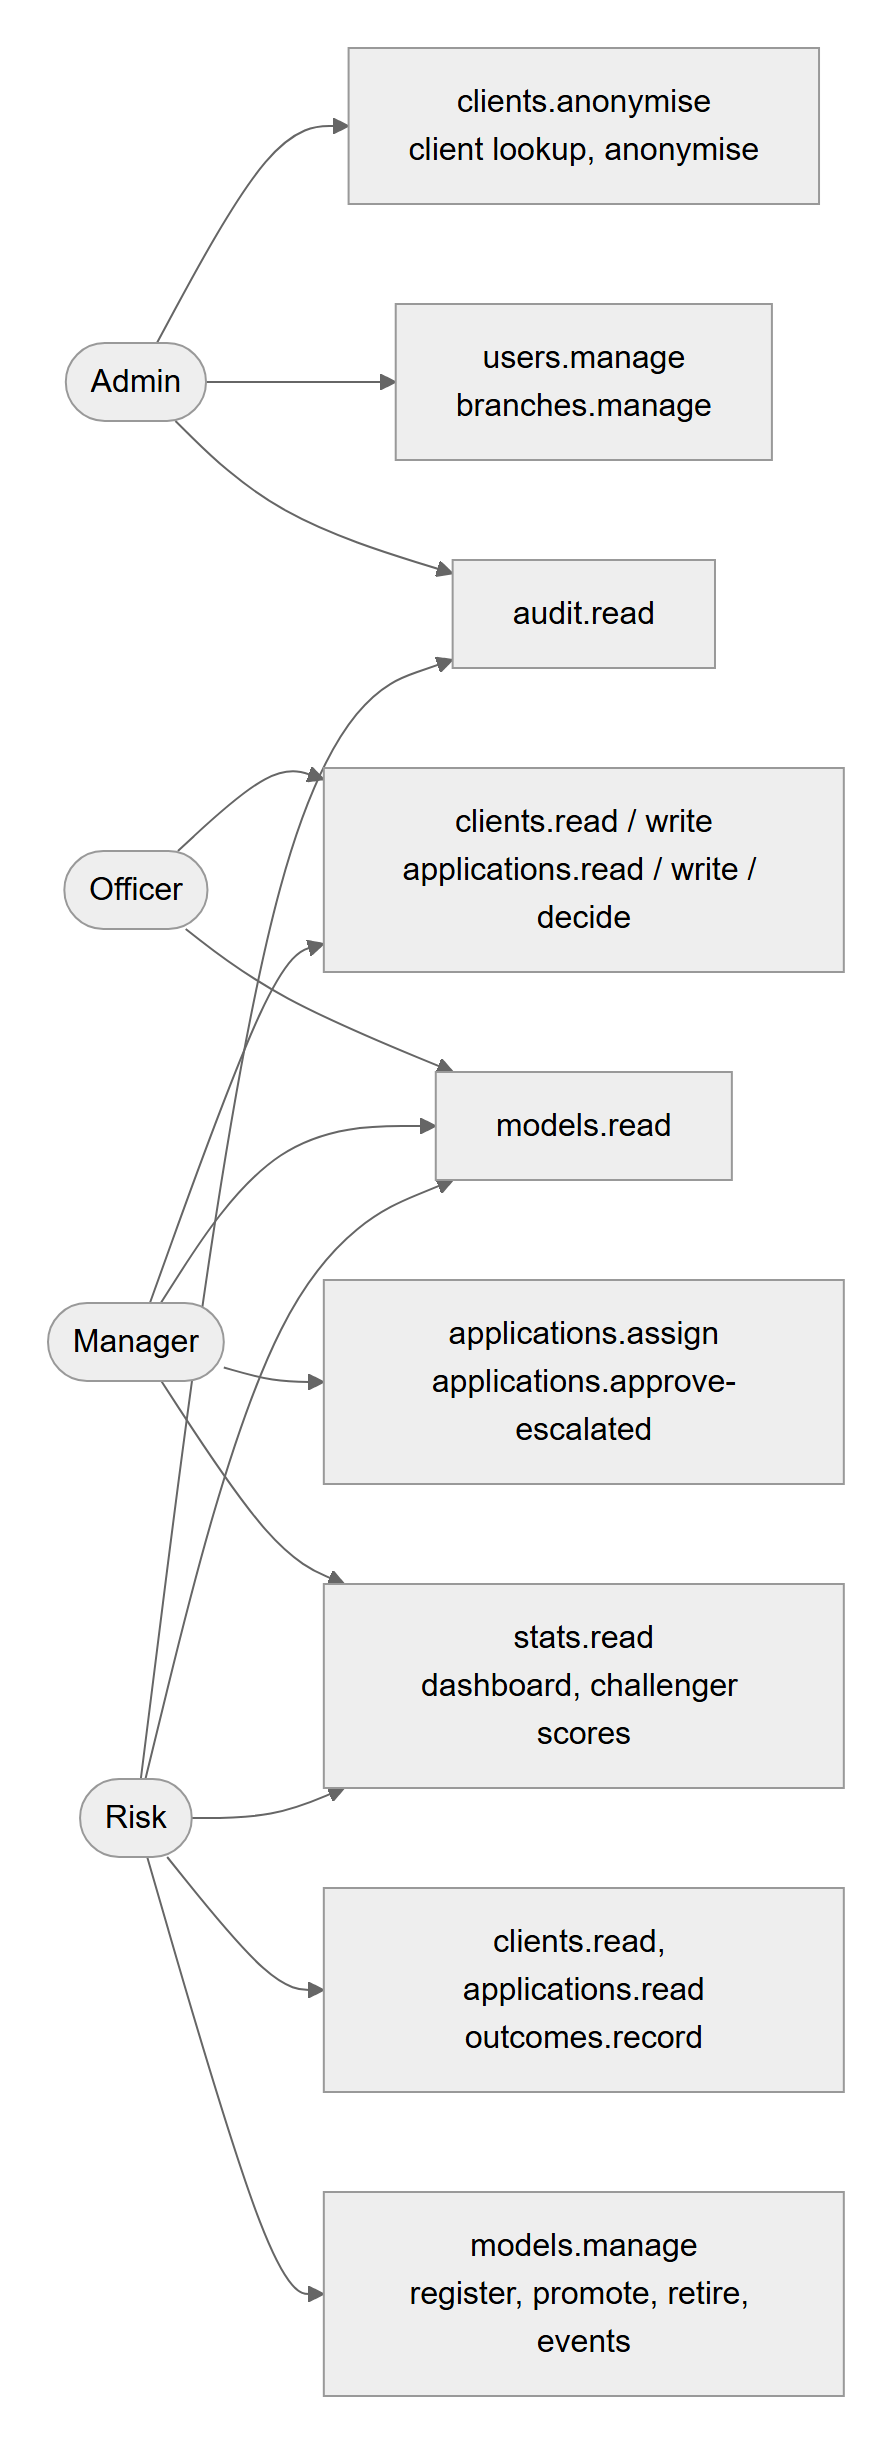 clients.anonymise
client lookup, anonymise
users.manage
branches.manage
Admin
audit.read
clients.read / write
applications.read / write /
decide
Officer
models.read
applications.assign
applications.approve-
escalated
Manager
stats.read
dashboard, challenger
scores
Risk
clients.read,
applications.read
outcomes.record
models.manage
register, promote, retire,
events